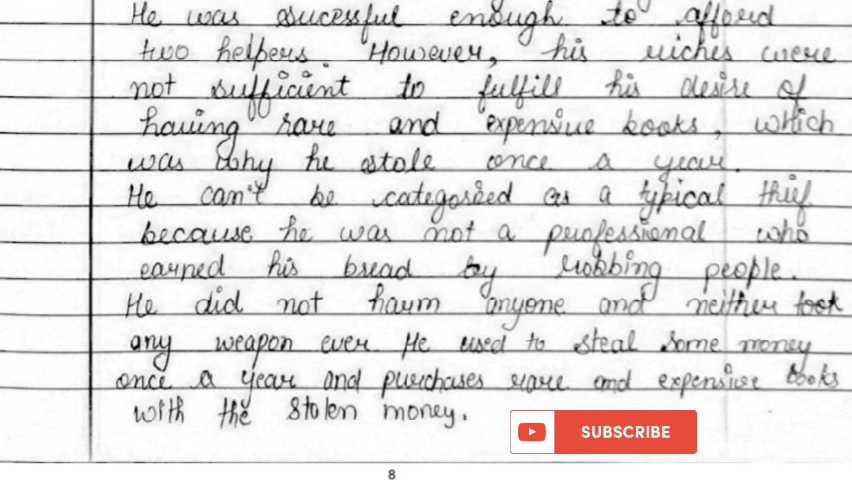 He was sucessful enough to afford
two helpers. However, his riches were
not sufficient to fulfill his desire of
having rare and expensive books, which
was why he stole once a year.
He can't be categorised as a typical thief
because he was not a professional who
earned his bread by robbing people.
He did not harm anyone and neither took
any weapon ever. He used to steal some money
once a year and purchases rare and expensive books
with the stolen money.
SUBSCRIBE
8